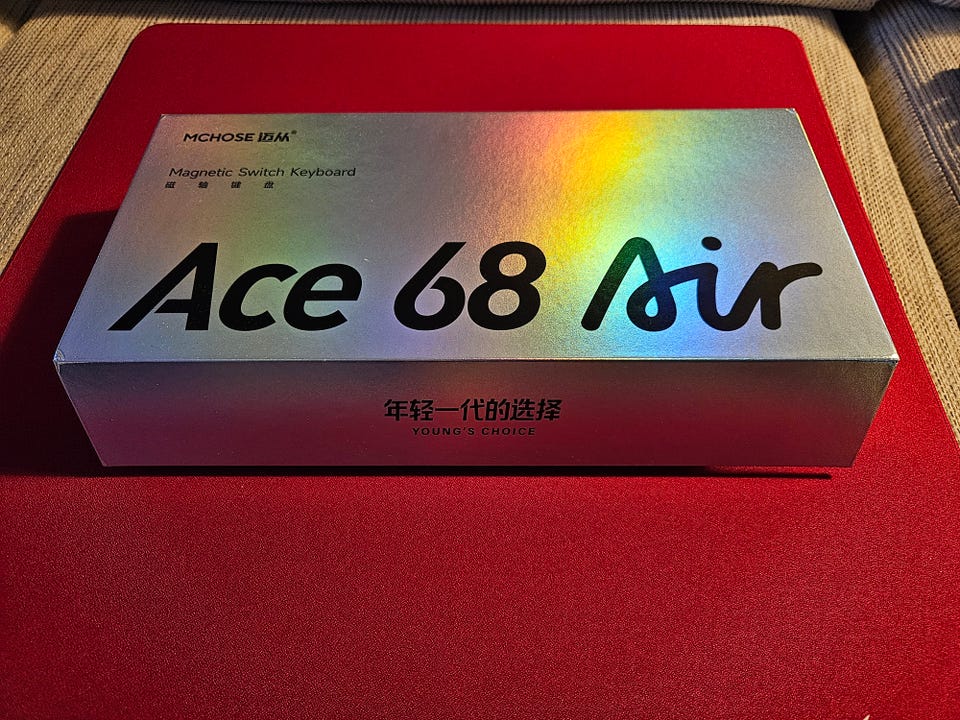 MCHOSE 迈从®
Magnetic Switch Keyboard
磁 轴 键 盘
Ace 68 Air
年轻一代的选择
YOUNG'S CHOICE